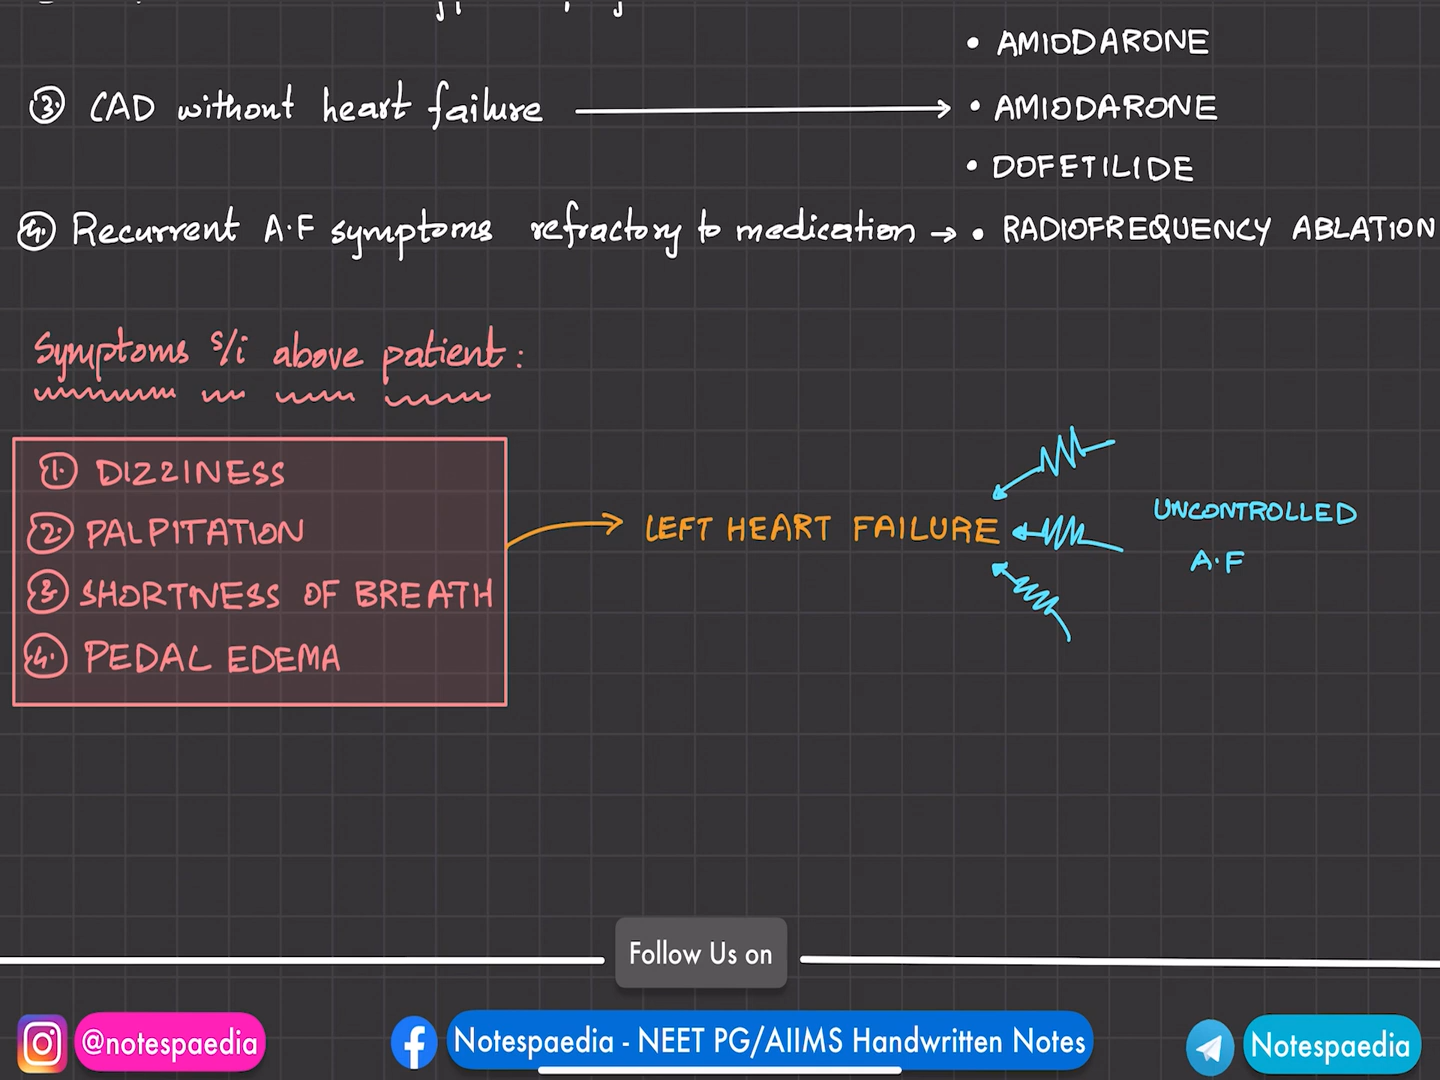 • AMIODARONE
③ CAD without heart failure → • AMIODARONE
• DOFETILIDE
④ Recurrent A.F symptoms refractory to medication → • RADIOFREQUENCY ABLATION
Symptoms s/i above patient:
① DIZZINESS
② PALPITATION
③ SHORTNESS OF BREATH
④ PEDAL EDEMA
LEFT HEART FAILURE
UNCONTROLLED
A.F
Follow Us on
@notespaedia
Notespaedia - NEET PG/AIIMS Handwritten Notes
Notespaedia